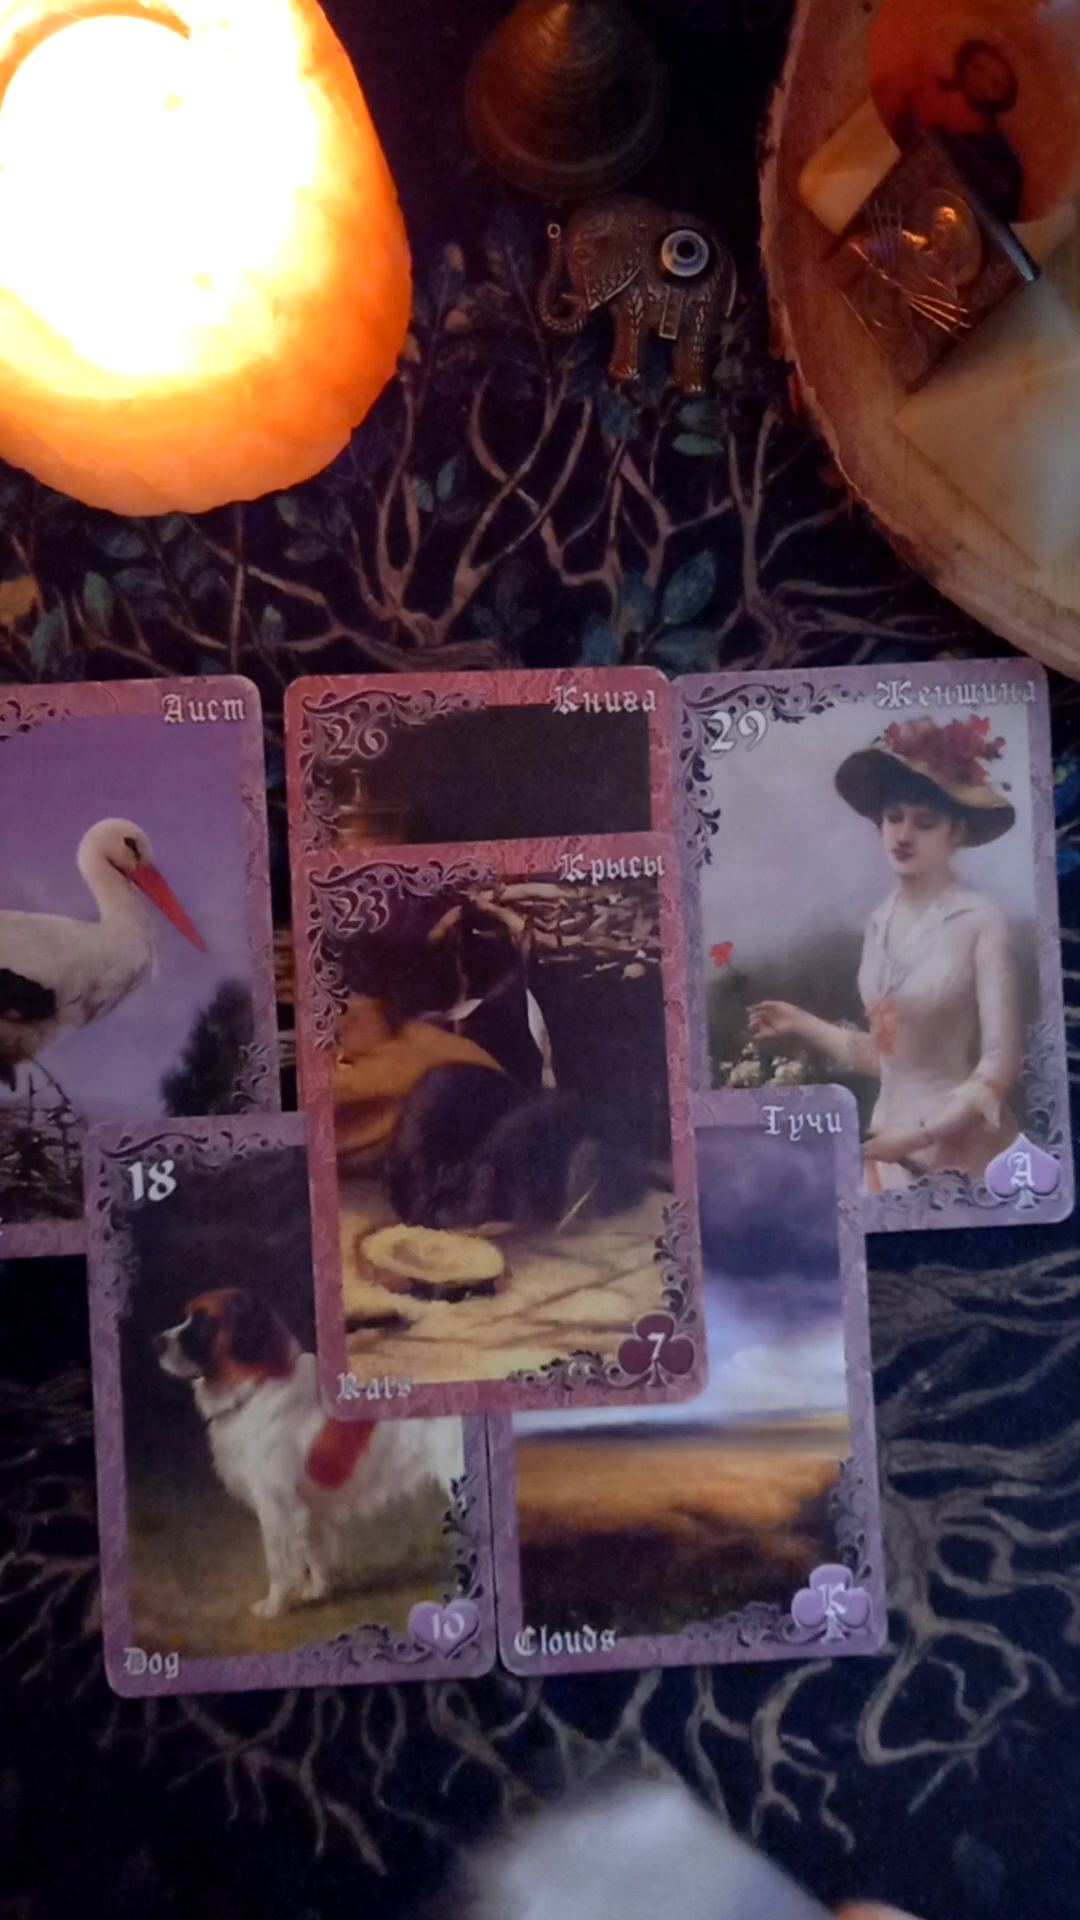 Аист
26
Книга
29
Женщина
A
23
Крысы
7
Rats
18
10
Dog
Тучи
K
Clouds